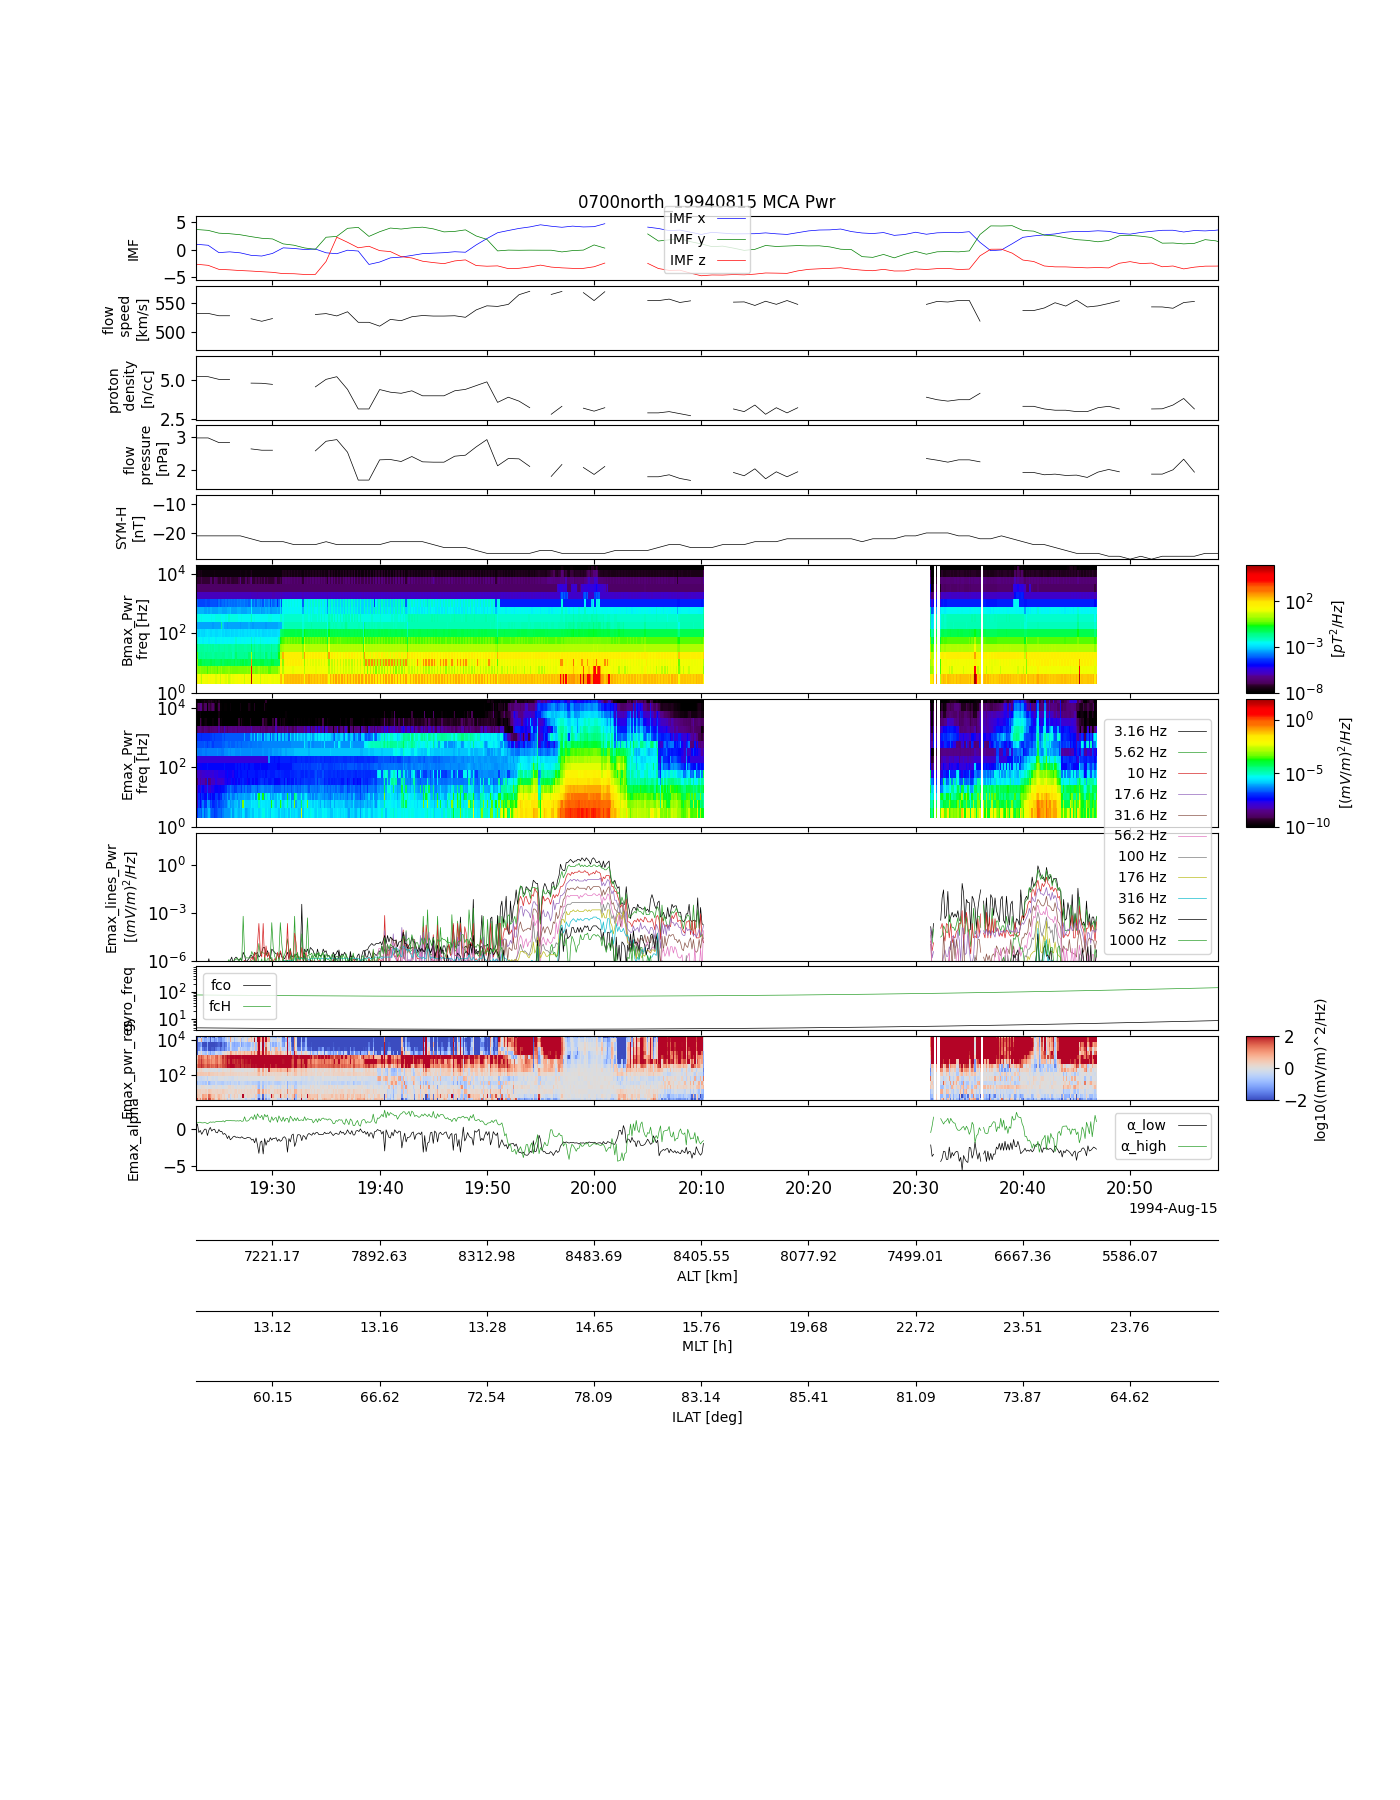 0700north_19940815 MCA Pwr
5
0
−5
IMF
IMF x
IMF y
IMF z
550
500
flow
speed
[km/s]
5.0
2.5
proton
density
[n/cc]
3
2
flow
pressure
[nPa]
−10
−20
SYM-H
[nT]
10^4
10^2
10^0
Bmax_Pwr
freq [Hz]
10^2
10^−3
10^−8
[pT^2/Hz]
10^4
10^2
10^0
Emax_Pwr
freq [Hz]
10^0
10^−5
10^−10
[(mV/m)^2/Hz]
3.16 Hz
5.62 Hz
10 Hz
17.6 Hz
31.6 Hz
56.2 Hz
100 Hz
176 Hz
316 Hz
562 Hz
1000 Hz
10^0
10^−3
10^−6
Emax_lines_Pwr
[(mV/m)^2/Hz]
10^2
10^1
gyro_freq
fco
fcH
10^4
10^2
Emax_pwr_reg
2
0
−2
log10((mV/m)^2/Hz)
0
−5
Emax_alpha
α_low
α_high
19:30 19:40 19:50 20:00 20:10 20:20 20:30 20:40 20:50
1994-Aug-15
7221.17 7892.63 8312.98 8483.69 8405.55 8077.92 7499.01 6667.36 5586.07
ALT [km]
13.12 13.16 13.28 14.65 15.76 19.68 22.72 23.51 23.76
MLT [h]
60.15 66.62 72.54 78.09 83.14 85.41 81.09 73.87 64.62
ILAT [deg]